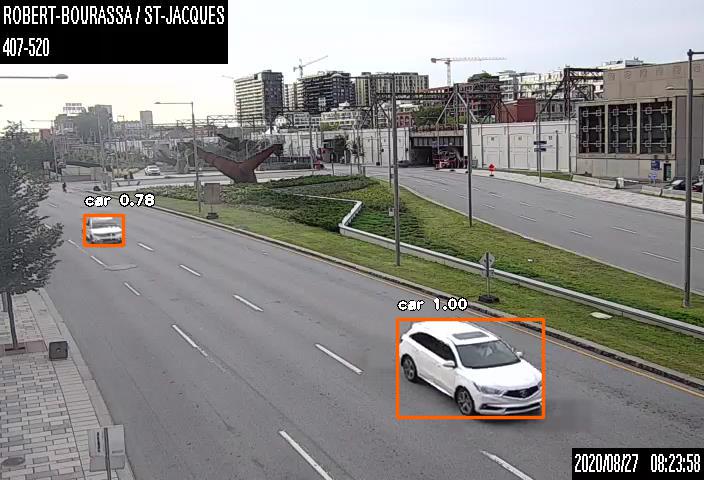 ROBERT-BOURASSA / ST-JACQUES
407-520
car 0.78
car 1.00
2020/08/27 08:23:58